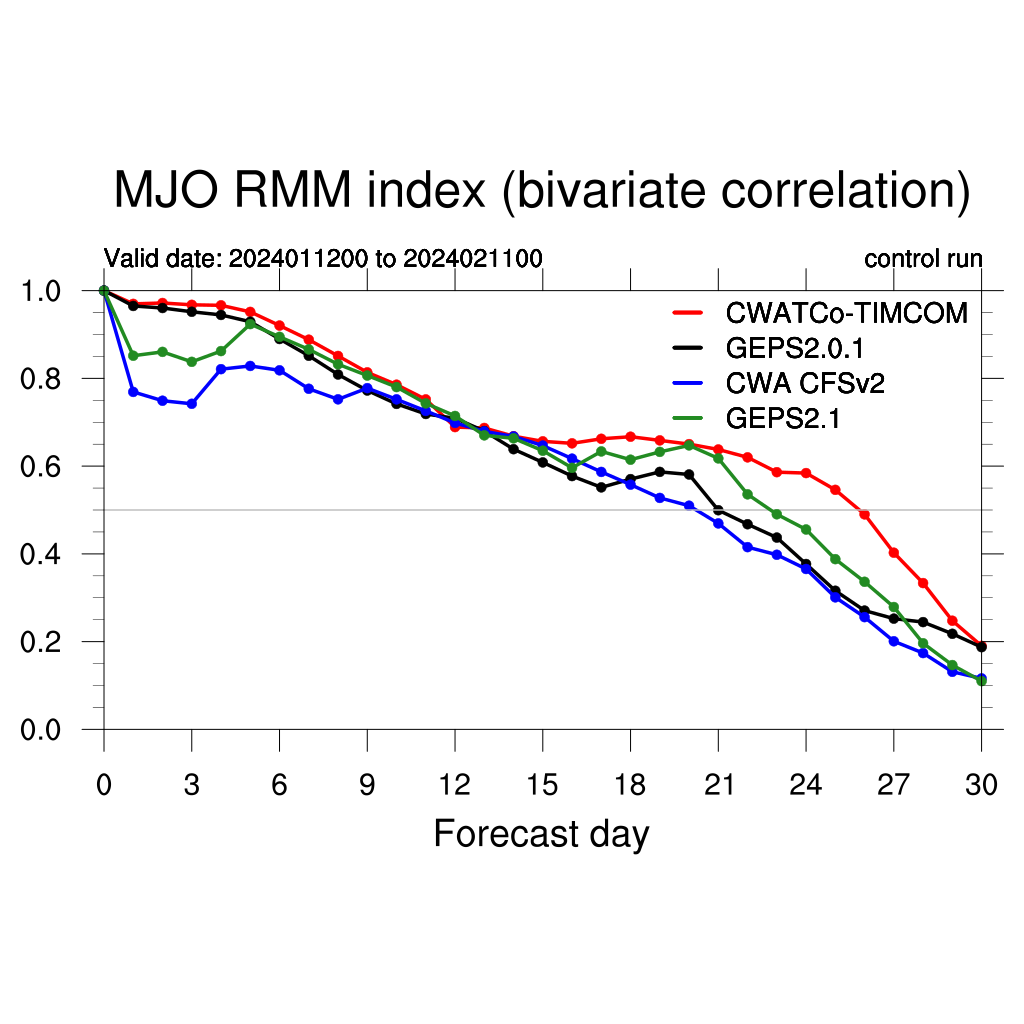 MJO RMM index (bivariate correlation)
Valid date: 2024011200 to 2024021100 control run
1.0
CWATCo-TIMCOM
GEPS2.0.1
0.8
CWA CFSv2
GEPS2.1
0.6
0.4
0.2
0.0
0 3 6 9 12 15 18 21 24 27 30
Forecast day